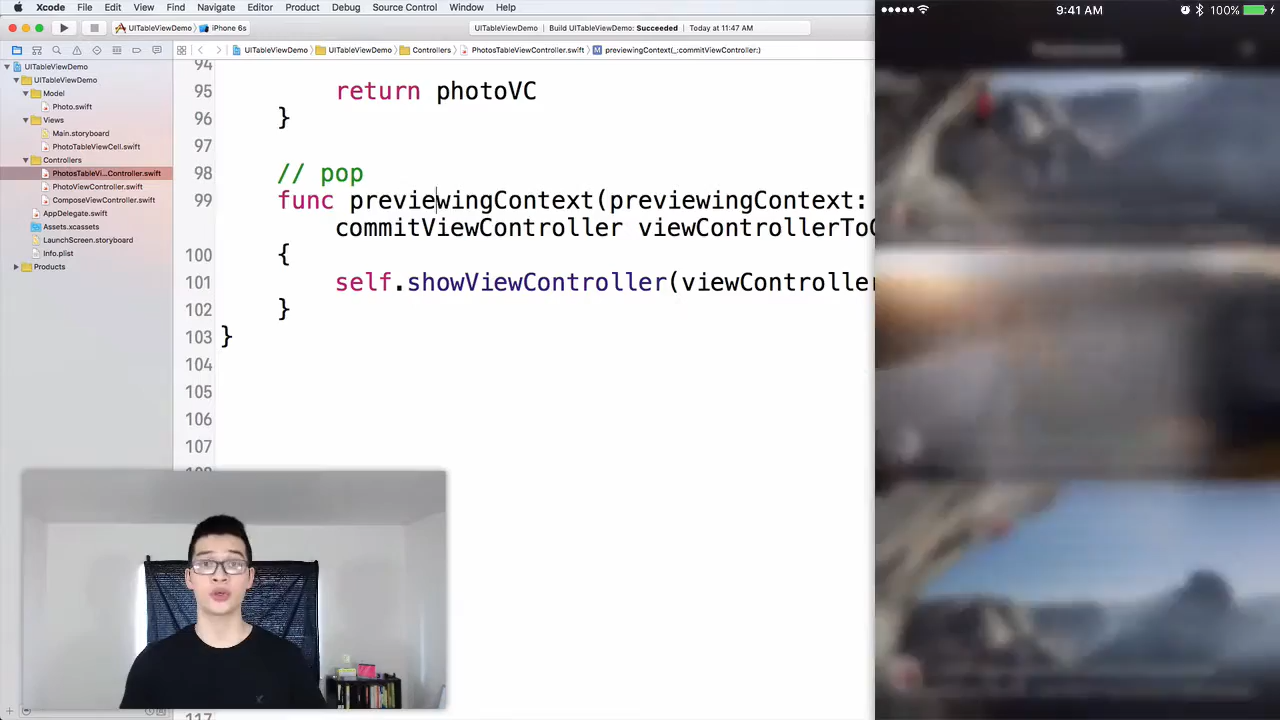 Xcode File Edit View Find Navigate Editor Product Debug Source Control Window Help
9:41 AM 100%
UITableViewDemo iPhone 6s
UITableViewDemo Build UITableViewDemo: Succeeded Today at 11:47 AM
UITableViewDemo UITableViewDemo Controllers PhotosTableViewController.swift M previewingContext(_:commitViewController:)
UITableViewDemo
UITableViewDemo
Model
Photo.swift
Views
Main.storyboard
PhotoTableViewCell.swift
Controllers
PhotosTableVi...Controller.swift
PhotoViewController.swift
ComposeViewController.swift
AppDelegate.swift
Assets.xcassets
LaunchScreen.storyboard
Info.plist
Products
94
95 return photoVC
96 }
97
98 // pop
99 func previewingContext(previewingContext:
commitViewController viewControllerToC
100 {
101 self.showViewController(viewController
102 }
103 }
104
105
106
107
117